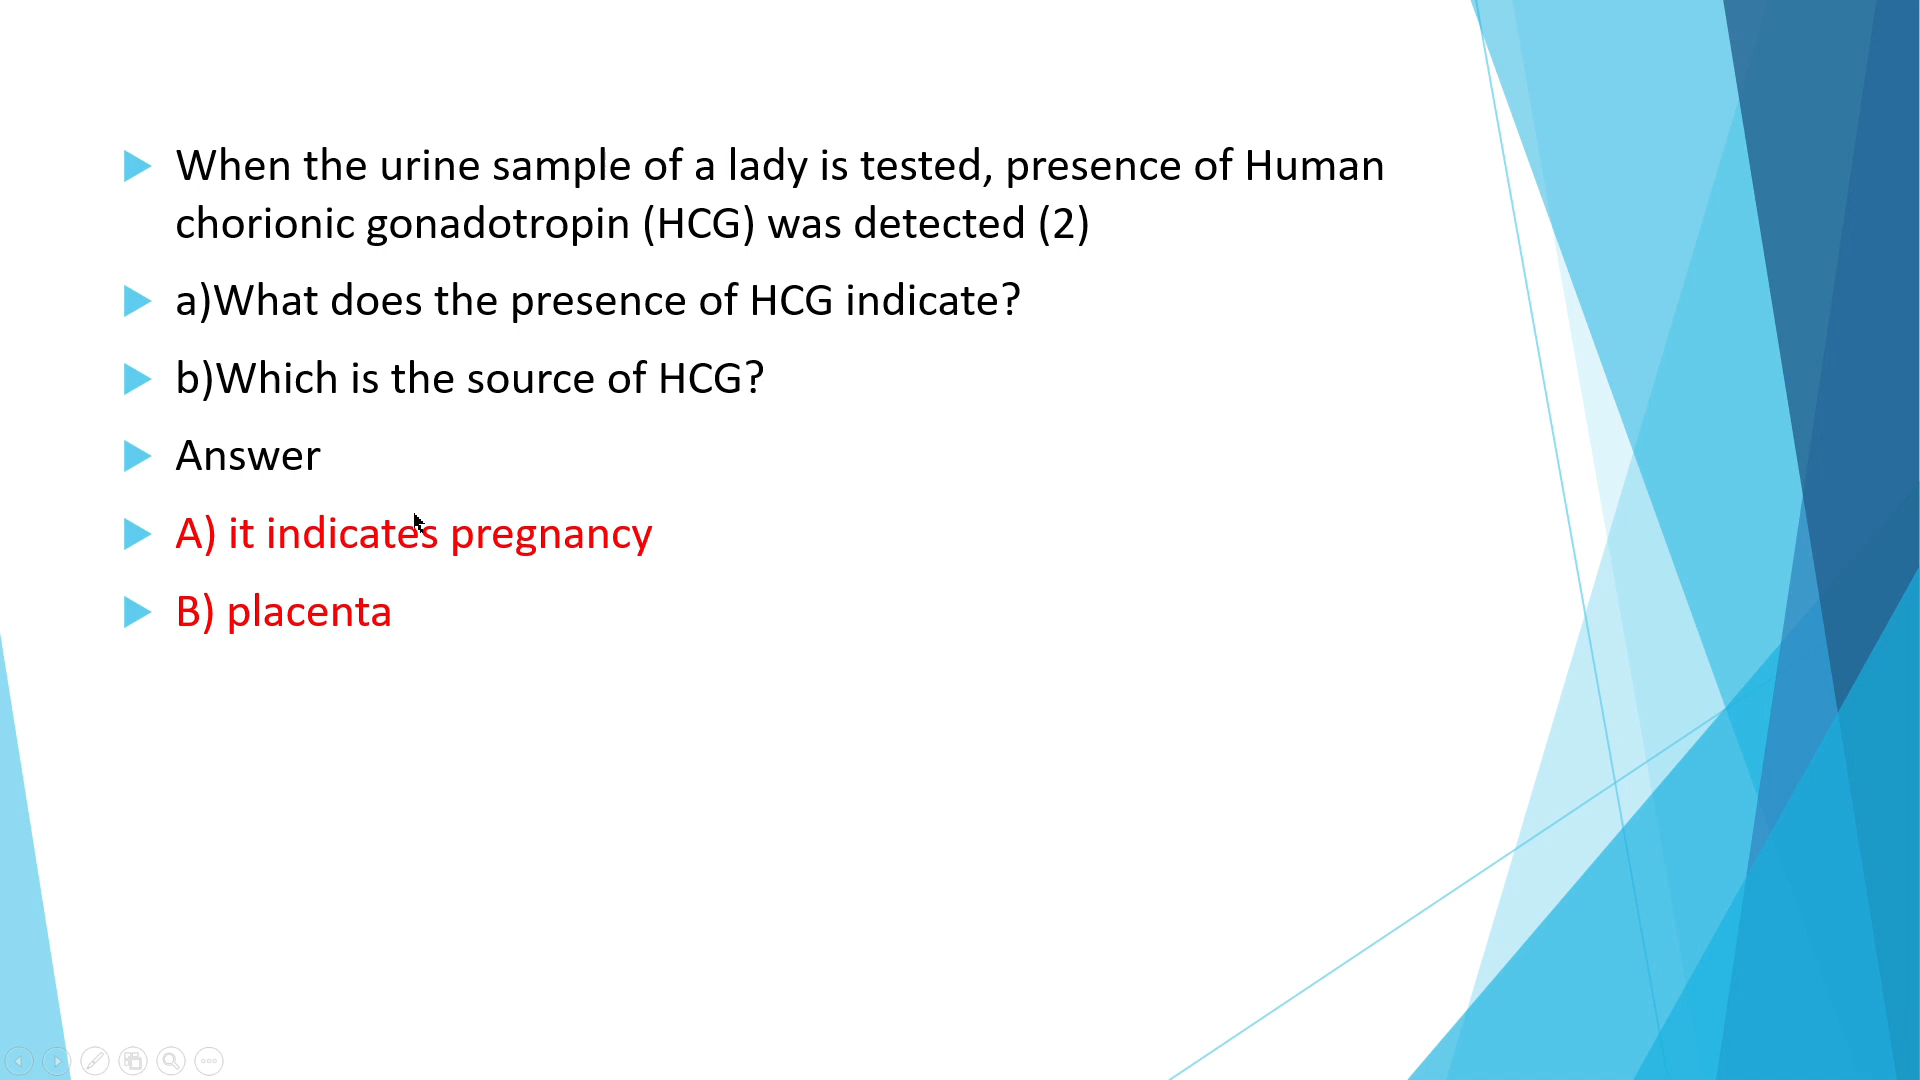 When the urine sample of a lady is tested, presence of Human
chorionic gonadotropin (HCG) was detected (2)
a)What does the presence of HCG indicate?
b)Which is the source of HCG?
Answer
A) it indicates pregnancy
B) placenta